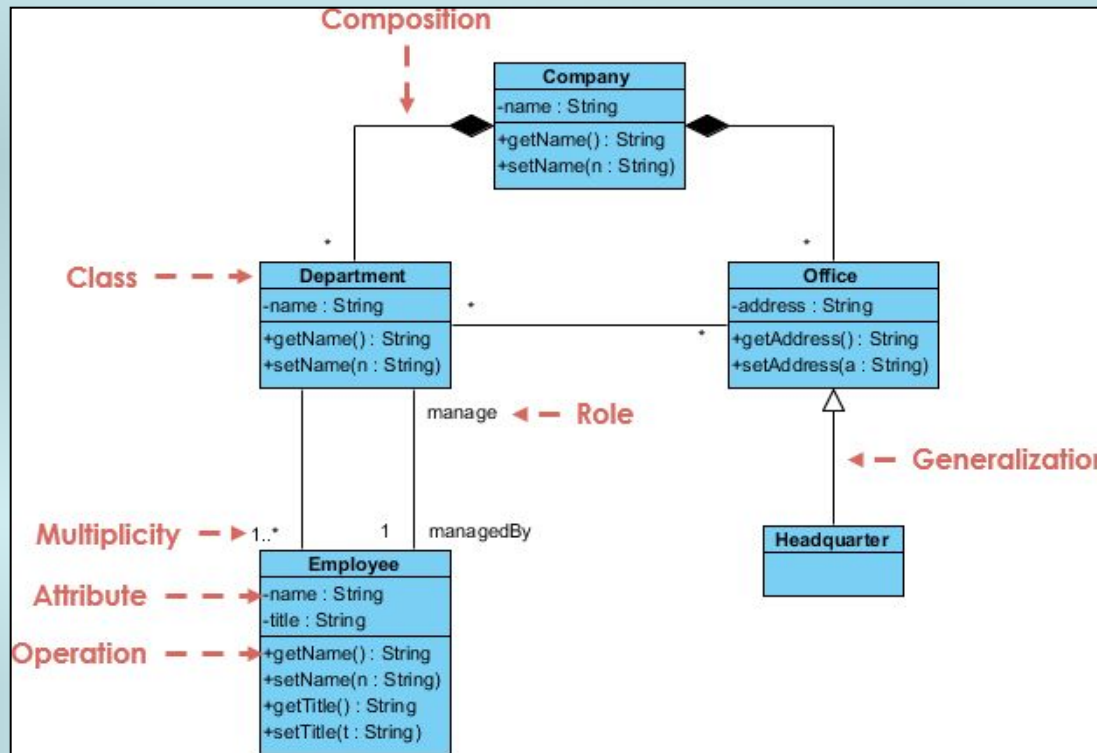 Composition
Company
-name : String
+getName() : String
+setName(n : String)
*
*
Class
Department
-name : String
+getName() : String
+setName(n : String)
*
*
Office
-address : String
+getAddress() : String
+setAddress(a : String)
manage
Role
Generalization
Multiplicity
1..*
1
managedBy
Headquarter
Employee
Attribute
-name : String
-title : String
Operation
+getName() : String
+setName(n : String)
+getTitle() : String
+setTitle(t : String)